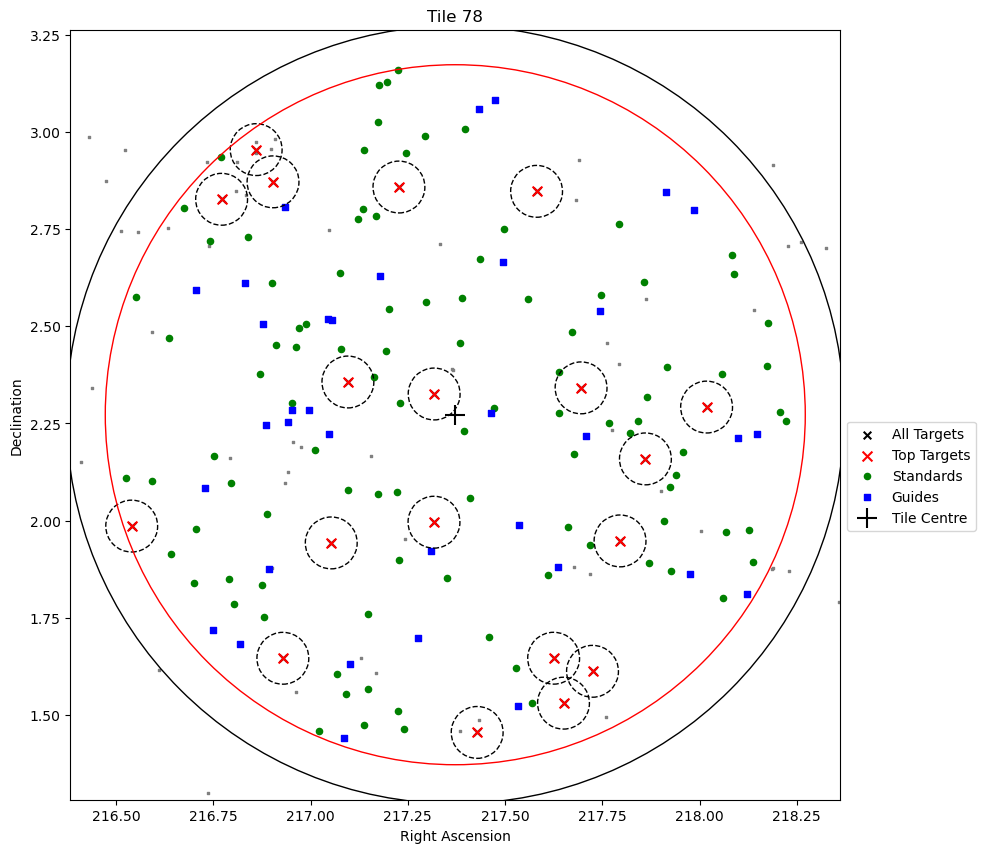 Tile 78
3.25
3.00
2.75
2.50
2.25
2.00
1.75
1.50
Declination
216.50
216.75
217.00
217.25
217.50
217.75
218.00
218.25
Right Ascension
All Targets
Top Targets
Standards
Guides
Tile Centre